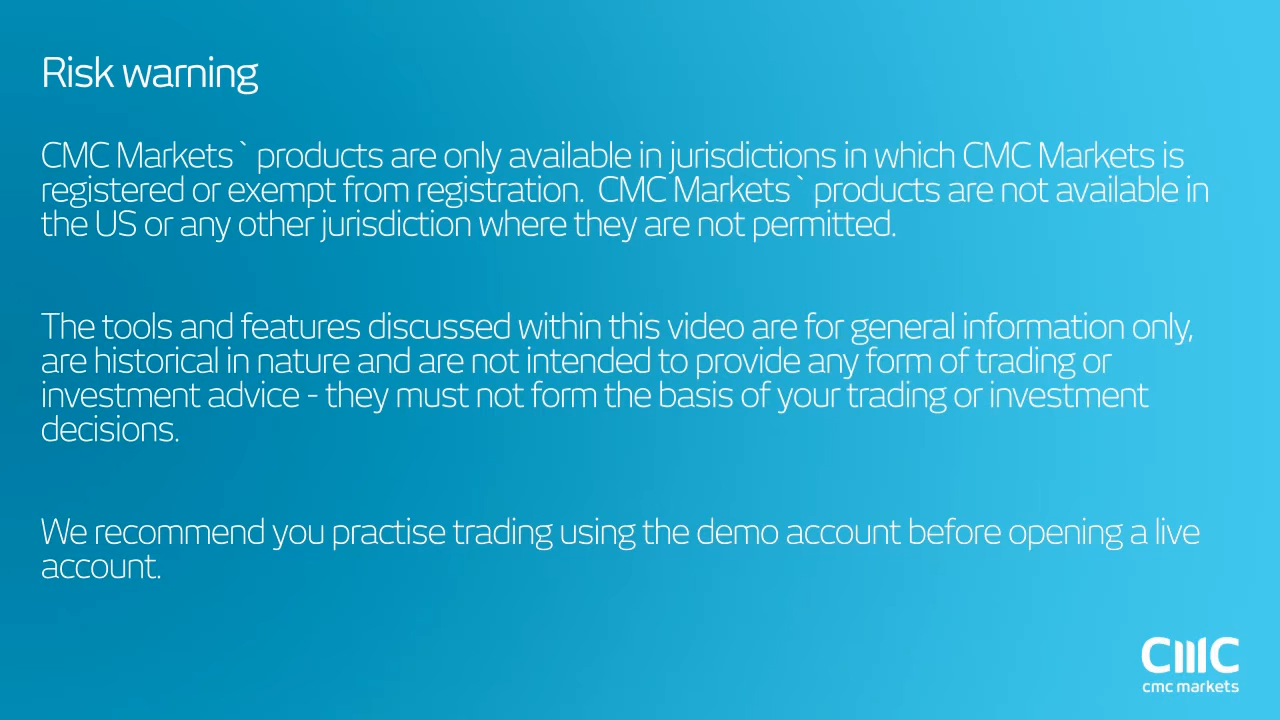 Risk warning
CMC Markets` products are only available in jurisdictions in which CMC Markets is
registered or exempt from registration.  CMC Markets` products are not available in
the US or any other jurisdiction where they are not permitted.
The tools and features discussed within this video are for general information only,
are historical in nature and are not intended to provide any form of trading or
investment advice - they must not form the basis of your trading or investment
decisions.
We recommend you practise trading using the demo account before opening a live
account.
CMC
cmc markets